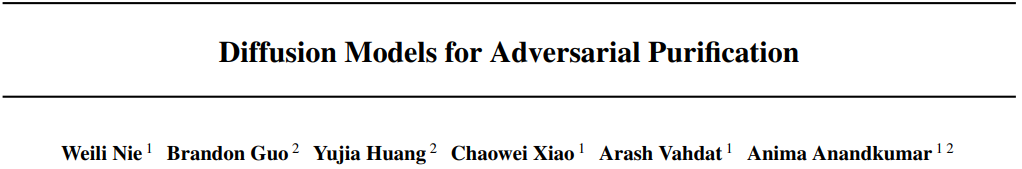 Diffusion Models for Adversarial Purification
Weili Nie 1 Brandon Guo 2 Yujia Huang 2 Chaowei Xiao 1 Arash Vahdat 1 Anima Anandkumar 1 2